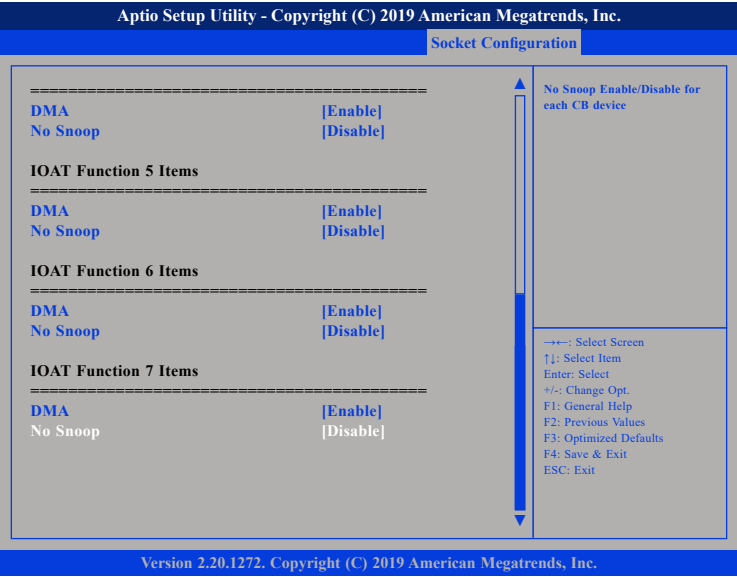 Aptio Setup Utility - Copyright (C) 2019 American Megatrends, Inc.
Socket Configuration
==========================================
DMA [Enable]
No Snoop [Disable]
IOAT Function 5 Items
==========================================
DMA [Enable]
No Snoop [Disable]
IOAT Function 6 Items
==========================================
DMA [Enable]
No Snoop [Disable]
IOAT Function 7 Items
==========================================
DMA [Enable]
No Snoop [Disable]
No Snoop Enable/Disable for
each CB device
→←: Select Screen
↑↓: Select Item
Enter: Select
+/-: Change Opt.
F1: General Help
F2: Previous Values
F3: Optimized Defaults
F4: Save & Exit
ESC: Exit
Version 2.20.1272. Copyright (C) 2019 American Megatrends, Inc.